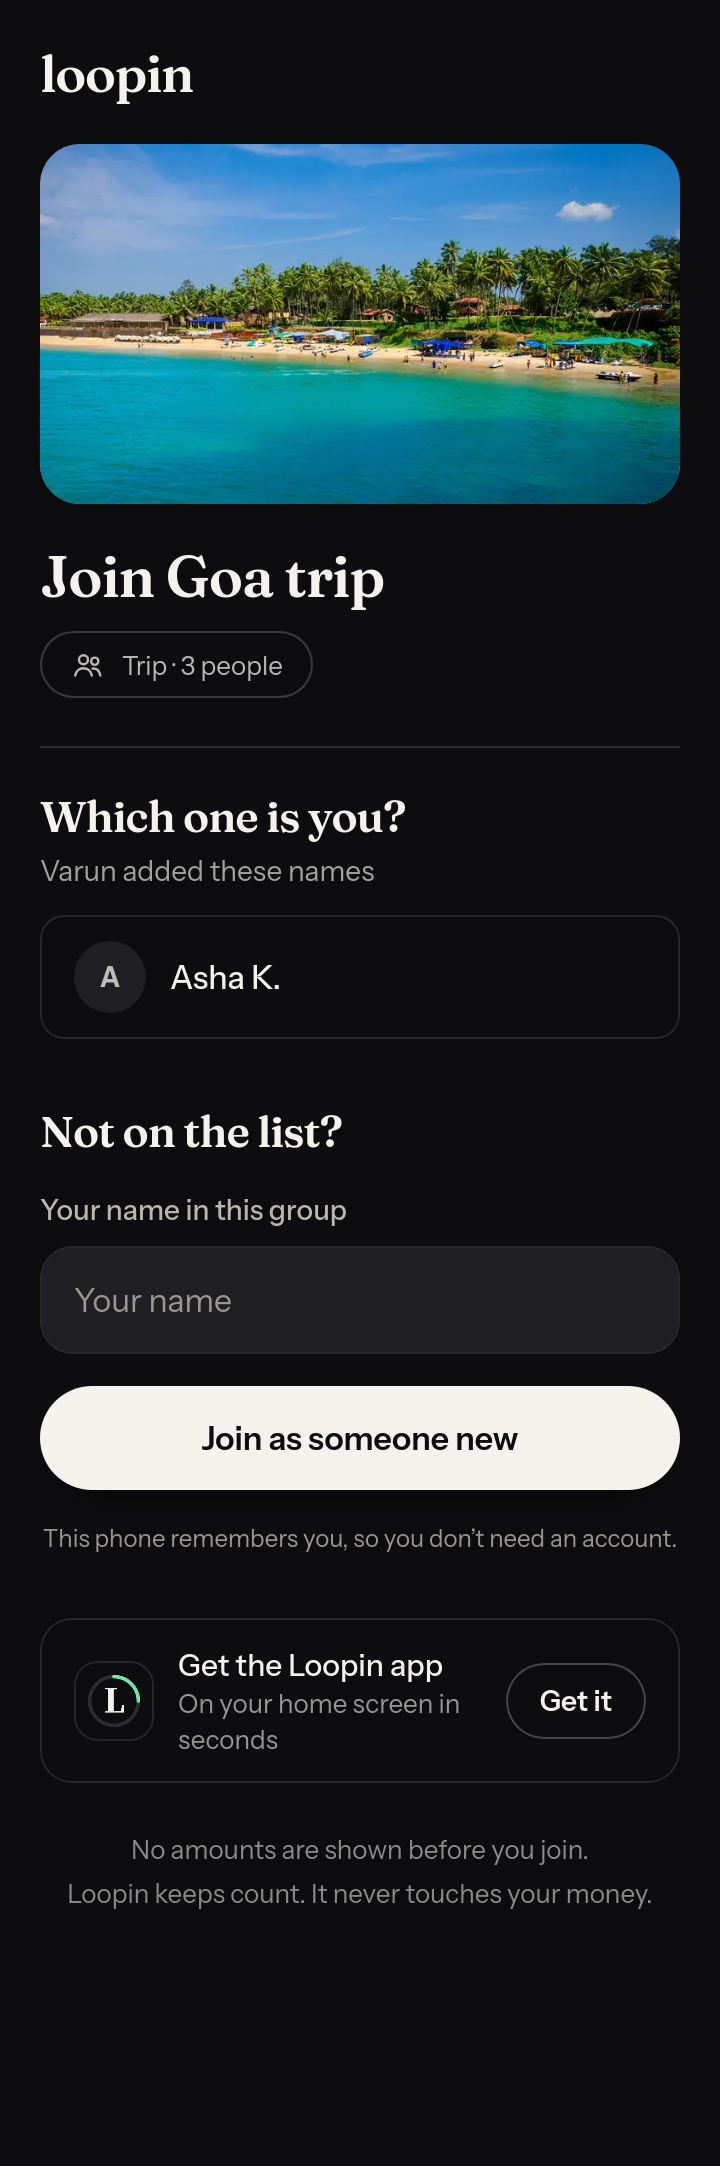 loopin
Join Goa trip
Trip · 3 people
Which one is you?
Varun added these names
A
Asha K.
Not on the list?
Your name in this group
Your name
Join as someone new
This phone remembers you, so you don’t need an account.
L
Get the Loopin app
On your home screen in
seconds
Get it
No amounts are shown before you join.
Loopin keeps count. It never touches your money.